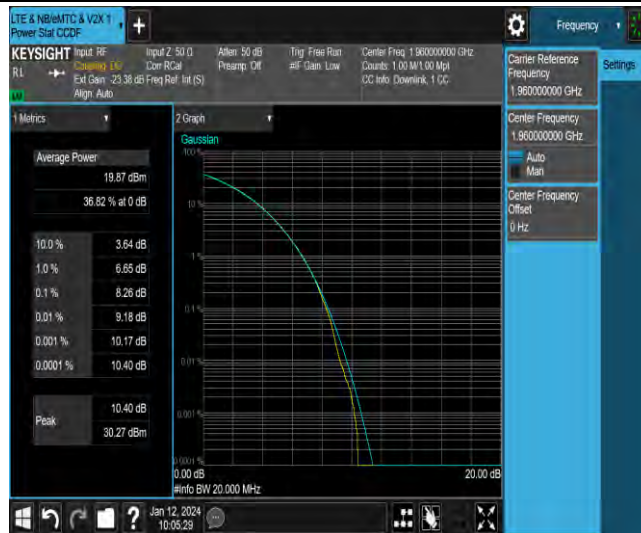 LTE & NB/eMTC & V2X 1
Power Stat CCDF
Frequency
KEYSIGHT
Input: RF
Input Z: 50 Ω
Atten: 50 dB
Trig: Free Run
Center Freq: 1.960000000 GHz
RL
Coupling: DC
Corr RCal
Preamp: Off
#IF Gain: Low
Counts: 1.00 M/1.00 Mpt
Ext Gain: -23.38 dB
Freq Ref: Int (S)
CC Info: Downlink, 1 CC
Align: Auto
Carrier Reference
Frequency
1.960000000 GHz
Settings
Center Frequency
1.960000000 GHz
Auto
Man
Center Frequency
Offset
0 Hz
1 Metrics
2 Graph
Gaussian
Average Power
19.87 dBm
36.82 % at 0 dB
10.0 % 3.64 dB
1.0 % 6.65 dB
0.1 % 8.26 dB
0.01 % 9.18 dB
0.001 % 10.17 dB
0.0001 % 10.40 dB
Peak
10.40 dB
30.27 dBm
100 %
10 %
1 %
0.1 %
0.01 %
0.001 %
0.0001 %
0.00 dB
20.00 dB
#Info BW 20.000 MHz
?
Jan 12, 2024
10:05:29